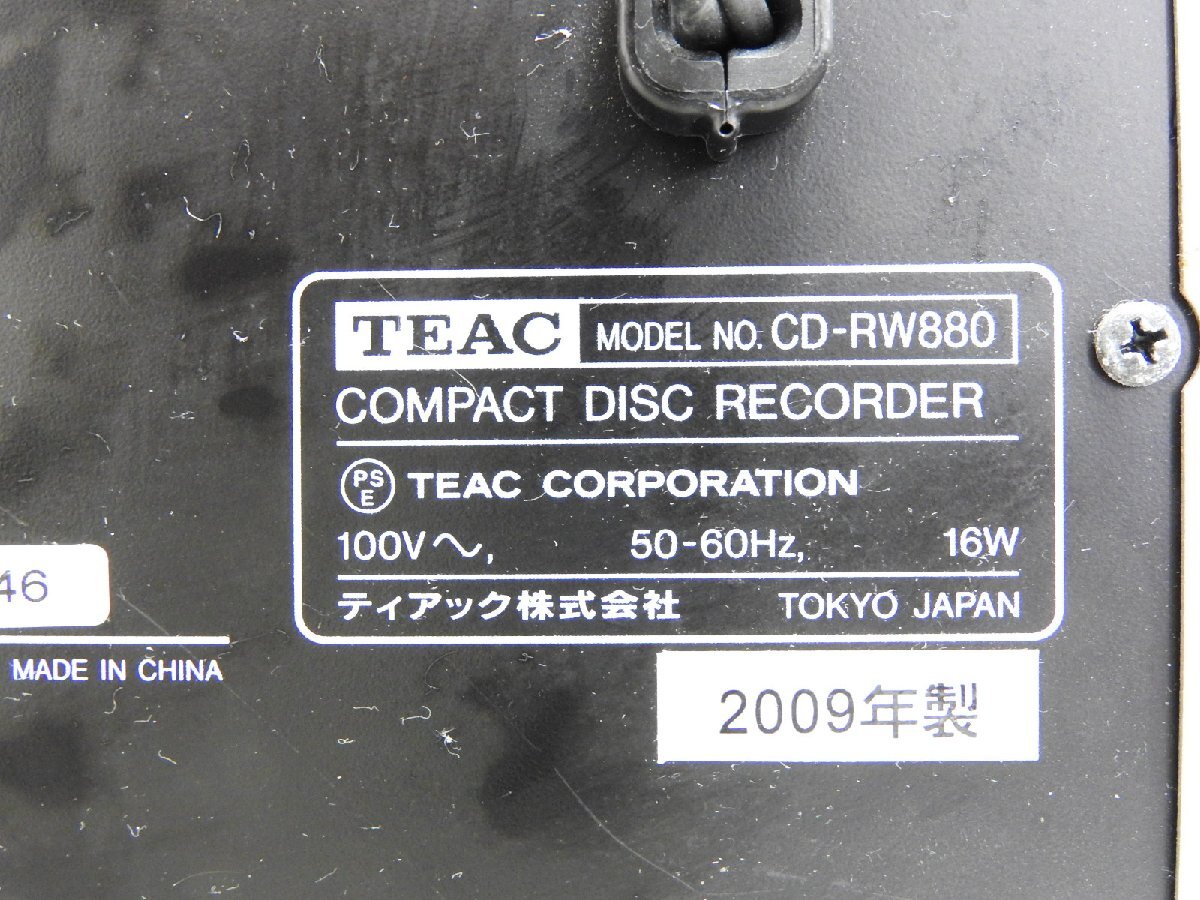 TEAC MODEL NO. CD-RW880
COMPACT DISC RECORDER
PS E TEAC CORPORATION
100V～, 50-60Hz, 16W
ティアック株式会社 TOKYO JAPAN
46
MADE IN CHINA
2009年製